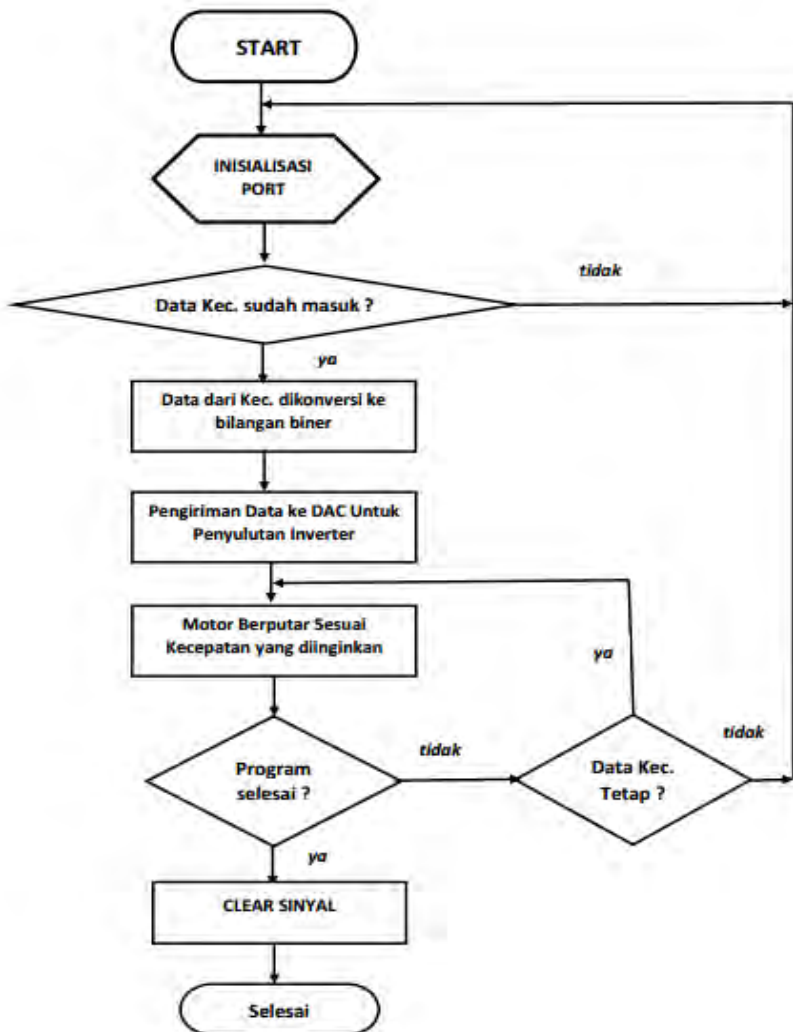 START
INISIALISASI
PORT
tidak
Data Kec. sudah masuk ?
ya
Data dari Kec. dikonversi ke
bilangan biner
Pengiriman Data ke DAC Untuk
Penyulutan Inverter
Motor Berputar Sesuai
Kecepatan yang diinginkan
ya
tidak
tidak
Program
selesai ?
Data Kec.
Tetap ?
ya
CLEAR SINYAL
Selesai